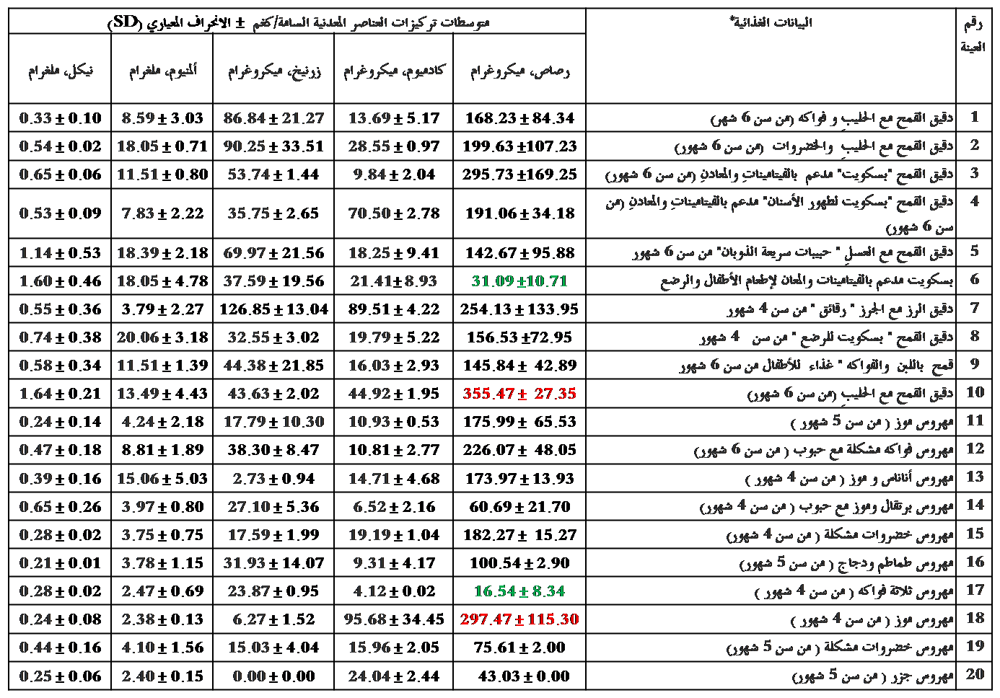 رقم العينة | البيانات الغذائية* | متوسطات تركيزات العناصر المعدنية السامة/كغم ± الانحراف المعياري (SD)
رصاص، ميكروغرام | كادميوم، ميكروغرام | زرنيخ، ميكروغرام | ألمنيوم، ملغرام | نيكل، ملغرام
1 | دقيق القمح مع الحليبِ و فواكه (من سن 6 شهر) | 168.23 ± 84.34 | 13.69 ± 5.17 | 86.84 ± 21.27 | 8.59 ± 3.03 | 0.33 ± 0.10
2 | دقيق القمح مع الحليبِ والخضروات (من سن 6 شهور) | 199.63 ±107.23 | 28.55 ± 0.97 | 90.25 ± 33.51 | 18.05 ± 0.71 | 0.54 ± 0.02
3 | دقيق القمح "بسكويت" مدعم بالفيتاميناتِ والمعادنِ (من سن 6 شهور) | 295.73 ±169.25 | 9.84 ± 2.04 | 53.74 ± 1.44 | 11.51 ± 0.80 | 0.65 ± 0.06
4 | دقيق القمح "بسكويت لظهور الأسنان" مدعم بالفيتاميناتِ والمعادنِ (من
سن 6 شهور) | 191.06 ± 34.18 | 70.50 ± 2.78 | 35.75 ± 2.65 | 7.83 ± 2.22 | 0.53 ± 0.09
5 | دقيق القمح مع العسلِ " حبيبات سريعة الذوبان" من سن 6 شهور | 142.67 ± 95.88 | 18.25 ± 9.41 | 69.97 ± 21.56 | 18.39 ± 2.18 | 1.14 ± 0.53
6 | بسكويت مدعم بالفيتامينات والمعان لإطعام الأطفال والرضع | 31.09 ±10.71 | 21.41± 8.93 | 37.59 ± 19.56 | 18.05 ± 4.78 | 1.60 ± 0.46
7 | دقيق الرز مع الجرز " رقائق " من سن 4 شهور | 254.13 ± 133.95 | 89.51 ± 4.22 | 126.85 ± 13.04 | 3.79 ± 2.27 | 0.55 ± 0.36
8 | دقيق القمح " بسكويت للرضع " من سن 4 شهور | 156.53 ±72.95 | 19.79 ± 5.22 | 32.55 ± 3.02 | 20.06 ± 3.18 | 0.74 ± 0.38
9 | قمح باللبن والفواكه " غذاء للأطفال من سن 6 شهور | 145.84 ± 42.89 | 16.03 ± 2.93 | 44.38 ± 21.85 | 11.51 ± 1.39 | 0.58 ± 0.34
10 | دقيق القمح مع الحليبِ (من سن 6 شهور) | 355.47 ± 27.35 | 44.92 ± 1.95 | 43.63 ± 2.02 | 13.49 ± 4.43 | 1.64 ± 0.21
11 | مهروس موز ( من سن 5 شهور ) | 175.99 ± 65.53 | 10.93 ± 0.53 | 17.79 ± 10.30 | 4.24 ± 2.18 | 0.24 ± 0.14
12 | مهروس فواكه مشكلة مع حبوب ( من سن 6 شهور) | 226.07 ± 48.05 | 10.81 ± 2.77 | 38.30 ± 8.47 | 8.81 ± 1.89 | 0.47 ± 0.18
13 | مهروس أناناس و موز ( من سن 4 شهور ) | 173.97 ± 13.93 | 14.71 ± 4.68 | 2.73 ± 0.94 | 15.06 ± 5.03 | 0.39 ± 0.16
14 | مهروس برتقال وموز مع حبوب ( من سن 4 شهور) | 60.69 ± 21.70 | 6.52 ± 2.16 | 27.10 ± 5.36 | 3.97 ± 0.80 | 0.65 ± 0.26
15 | مهروس خضروات مشكلة ( من سن 4 شهور) | 182.27 ± 15.27 | 19.19 ± 1.04 | 17.59 ± 1.99 | 3.75 ± 0.75 | 0.28 ± 0.02
16 | مهروس طماطم ودجاج ( من سن 5 شهور) | 100.54 ± 2.90 | 9.31 ± 4.17 | 31.93 ± 14.07 | 3.78 ± 1.15 | 0.21 ± 0.01
17 | مهروس ثلاثة فواكه ( من سن 4 شهور ) | 16.54 ± 8.34 | 4.12 ± 0.02 | 23.87 ± 0.95 | 2.47 ± 0.69 | 0.28 ± 0.02
18 | مهروس موز ( من سن 4 شهور ) | 297.47 ± 115.30 | 95.68 ± 34.45 | 6.27 ± 1.52 | 2.38 ± 0.13 | 0.24 ± 0.08
19 | مهروس خضروات مشكلة ( من سن 5 شهور) | 75.61 ± 2.00 | 15.96 ± 2.05 | 15.03 ± 4.04 | 4.10 ± 1.56 | 0.44 ± 0.16
20 | مهروس جزر ( من سن 5 شهور) | 43.03 ± 0.00 | 24.04 ± 2.44 | 0.00 ± 0.00 | 2.40 ± 0.15 | 0.25 ± 0.06